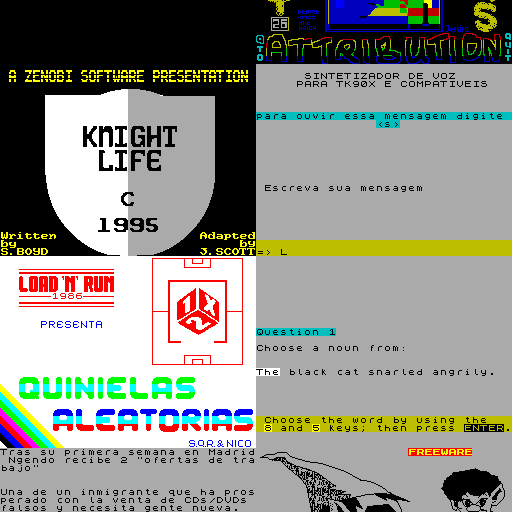 A ZENOBI SOFTWARE PRESENTATION
KNIGHT
LIFE
C
1995
Written
by
S.BOYD
Adapted
by
J.SCOTT
26
ATTRIBUTION
QUIT
SINTETIZADOR DE VOZ
PARA TK90X E COMPATIVEIS
para ouvir essa mensagem digite
<s>
Escreva sua mensagem
=> L
LOAD 'N' RUN
1986
PRESENTA
1X2
QUINIELAS
ALEATORIAS
S.Q.R.& NICO
Question 1
Choose a noun from:
The black cat snarled angrily.
Choose the word by using the
8 and 5 keys; then press ENTER.
Tras su primera semana en Madrid
Ngendo recibe 2 "ofertas de tra
bajo"
Una de un inmigrante que ha pros
perado con la venta de CDs/DVDs
falsos y necesita gente nueva.
FREEWARE